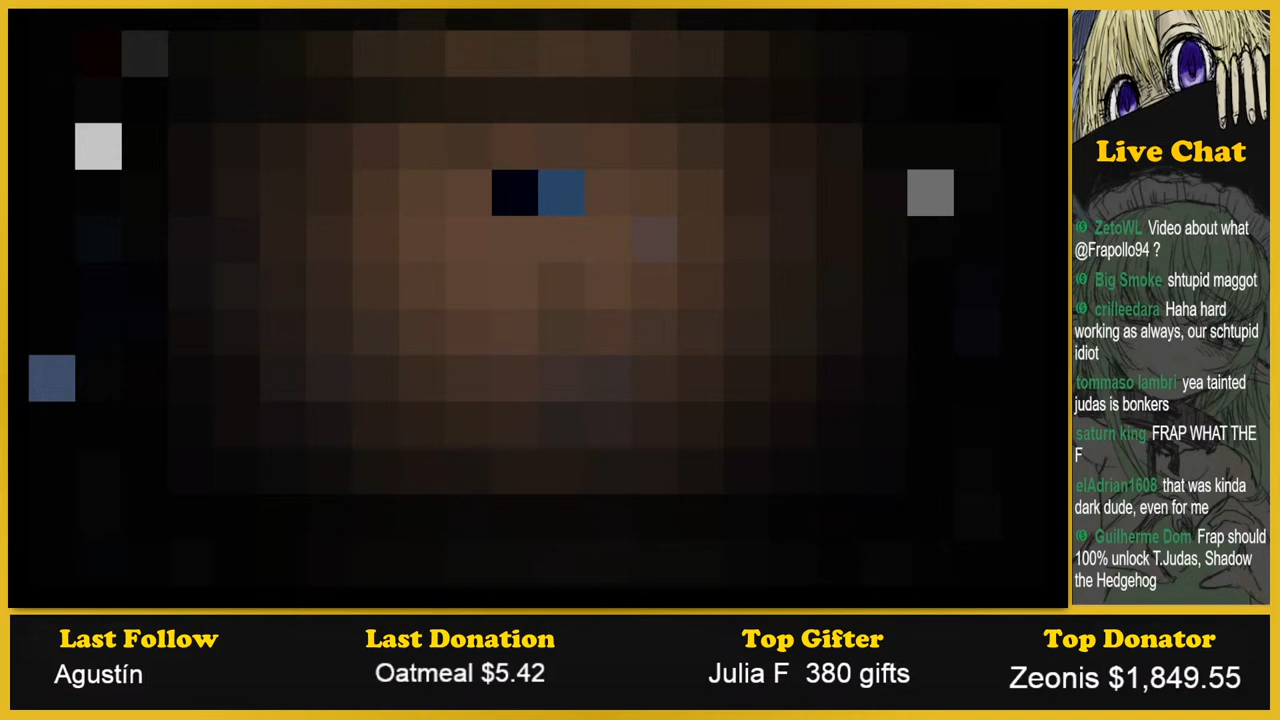 Live Chat
ZetoWL Video about what
@Frapollo94 ?
Big Smoke shtupid maggot
crilleedara Haha hard
working as always, our schtupid
idiot
tommaso lambri yea tainted
judas is bonkers
saturn king FRAP WHAT THE
F
elAdrian1608 that was kinda
dark dude, even for me
Guilherme Dom Frap should
100% unlock T.Judas, Shadow
the Hedgehog
Last Follow
Agustín
Last Donation
Oatmeal $5.42
Top Gifter
Julia F 380 gifts
Top Donator
Zeonis $1,849.55